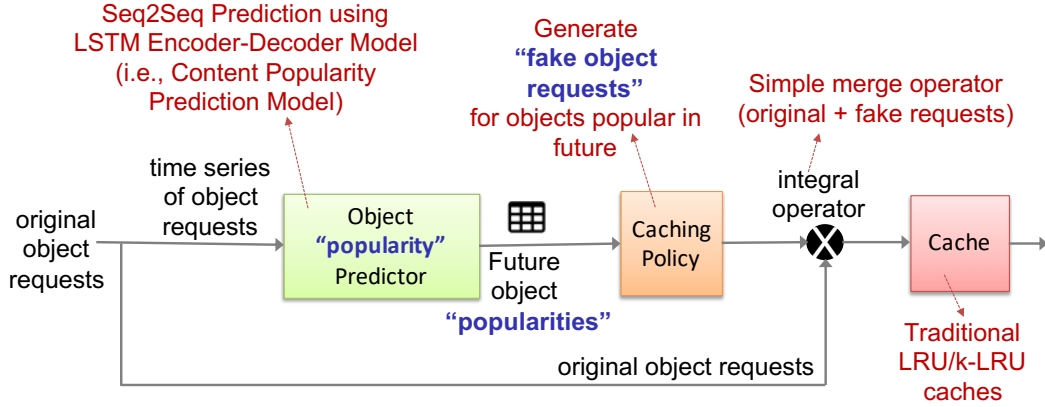 Seq2Seq Prediction using
LSTM Encoder-Decoder Model
(i.e., Content Popularity
Prediction Model)
Generate
“fake object
requests”
for objects popular in
future
Simple merge operator
(original + fake requests)
time series
of object
requests
original
object
requests
Object
“popularity”
Predictor
Future
object
“popularities”
Caching
Policy
integral
operator
Cache
original object requests
Traditional
LRU/k-LRU
caches